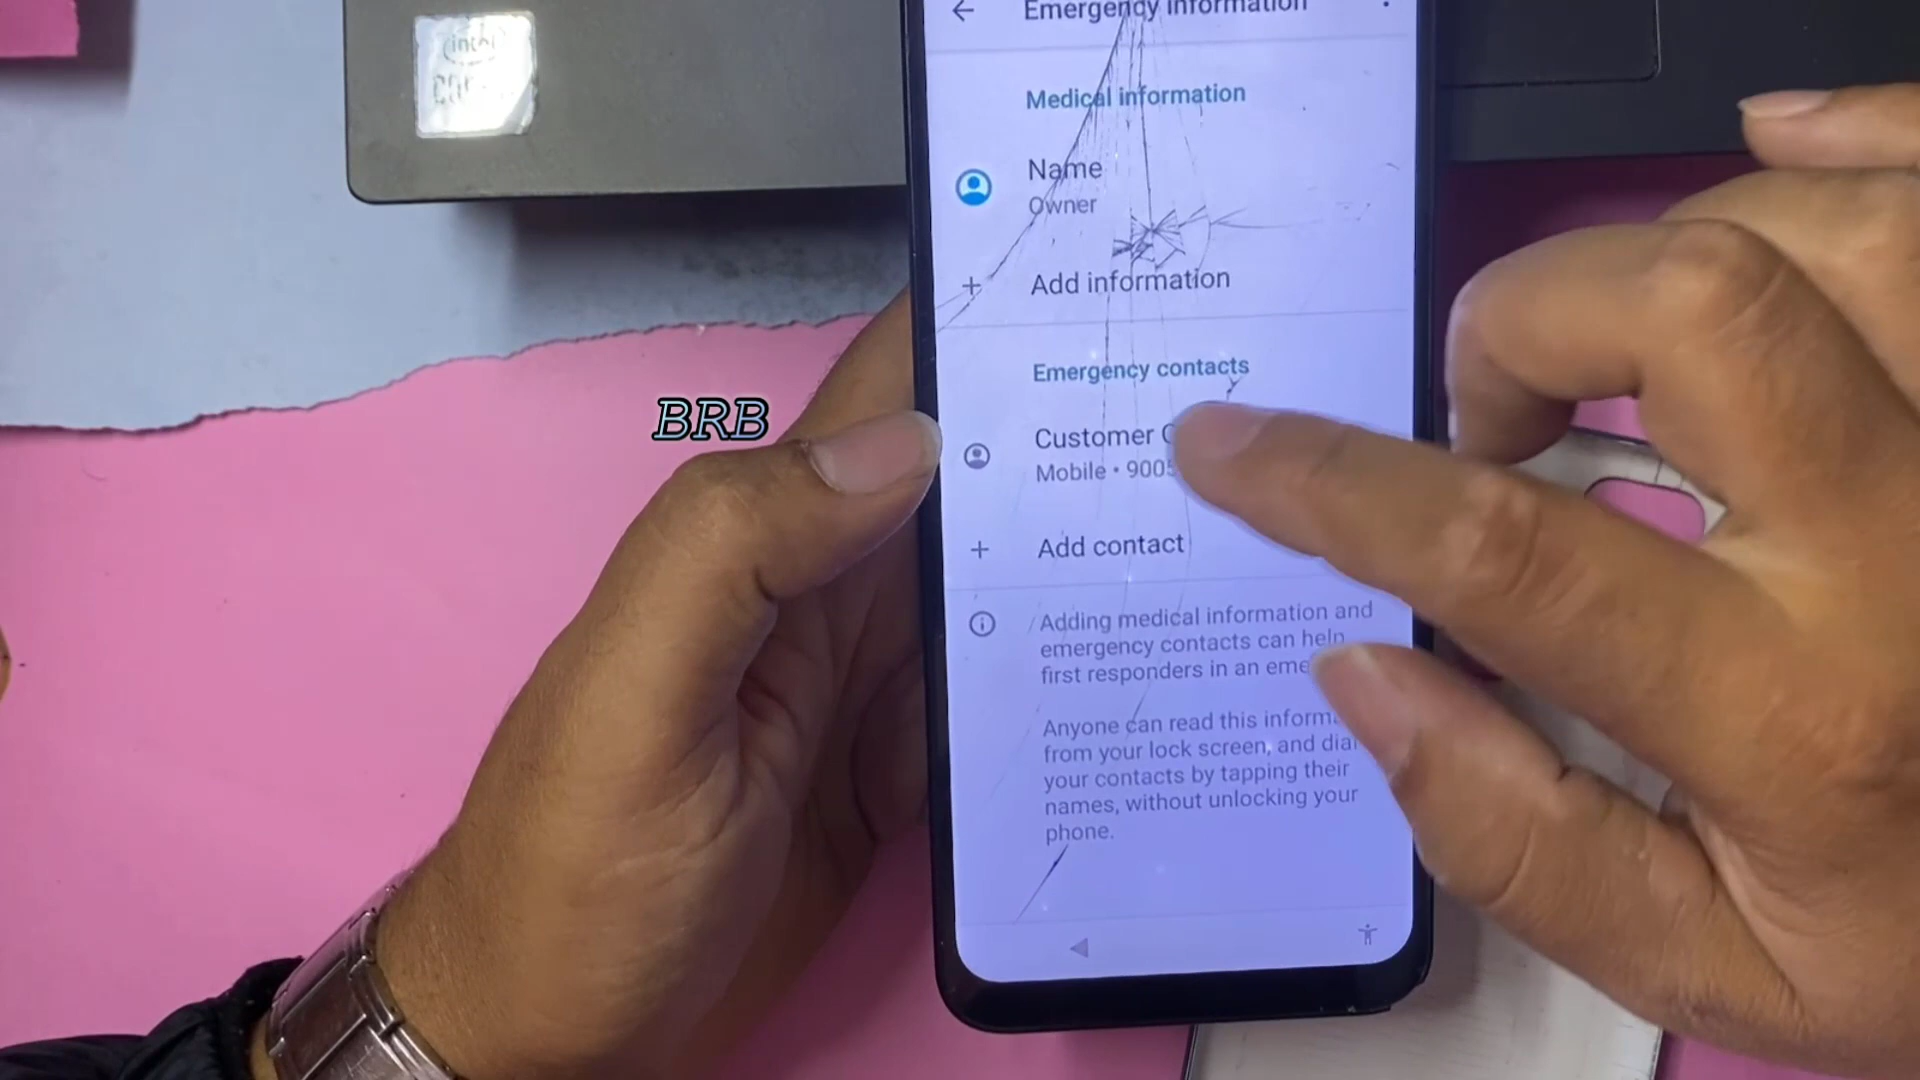 intel
Emergency information
Medical information
Name
Owner
Add information
Emergency contacts
BRB
Customer
Mobile • 9005
Add contact
Adding medical information and
emergency contacts can help
first responders in an
Anyone can read this
from your lock screen, and dial
your contacts by tapping their
names, without unlocking your
phone.